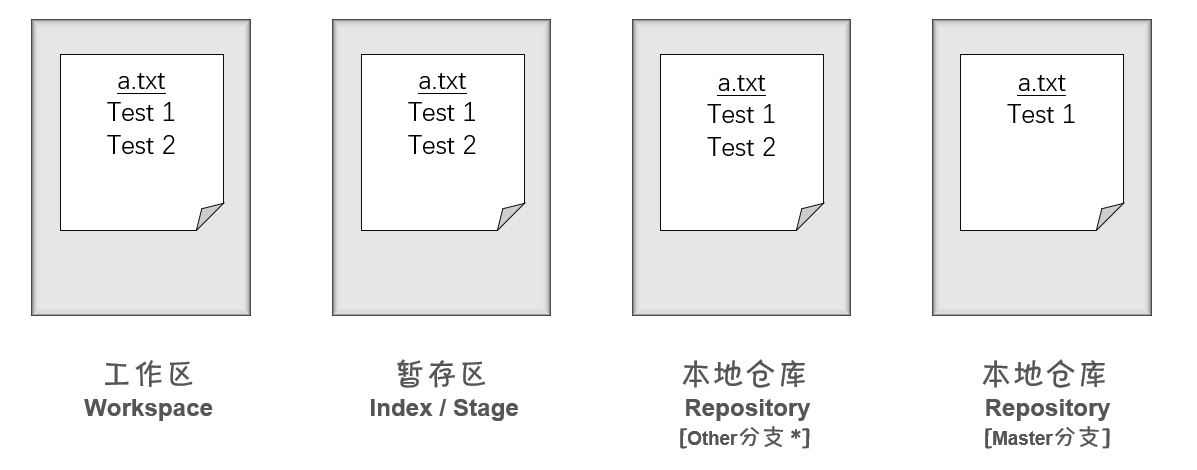 a.txt
Test 1
Test 2
工作区
Workspace
a.txt
Test 1
Test 2
暂存区
Index / Stage
a.txt
Test 1
Test 2
本地仓库
Repository
[Other分支 *]
a.txt
Test 1
本地仓库
Repository
[Master分支]